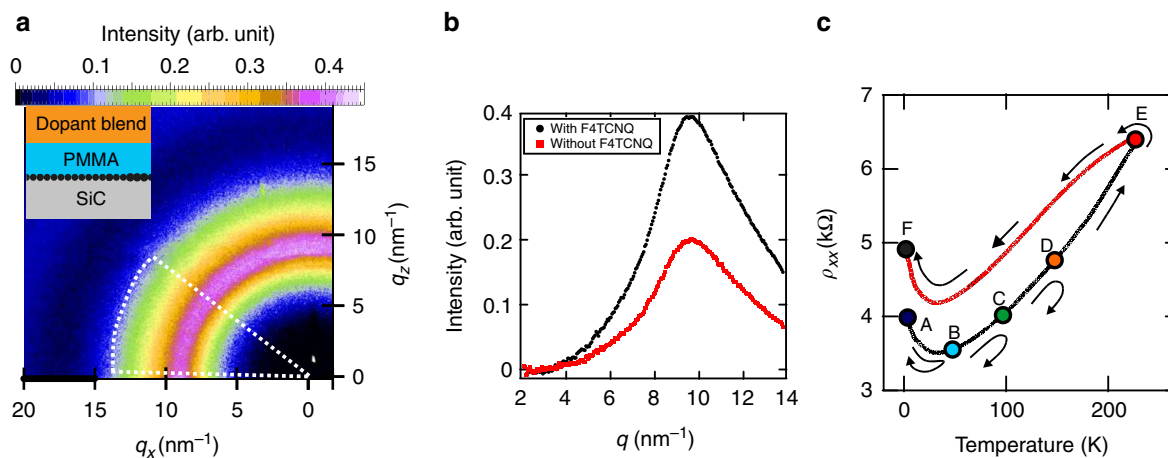 a
Intensity (arb. unit)
0 0.1 0.2 0.3 0.4
Dopant blend
PMMA
SiC
15
10
5
0
q_z (nm⁻¹)
20 15 10 5 0
q_x (nm⁻¹)
b
0.4
0.3
0.2
0.1
0
Intensity (arb. unit)
With F4TCNQ
Without F4TCNQ
2 4 6 8 10 12 14
q (nm⁻¹)
c
7
6
5
4
3
ρ_xx (kΩ)
E
F
D
C
A
B
0 100 200
Temperature (K)